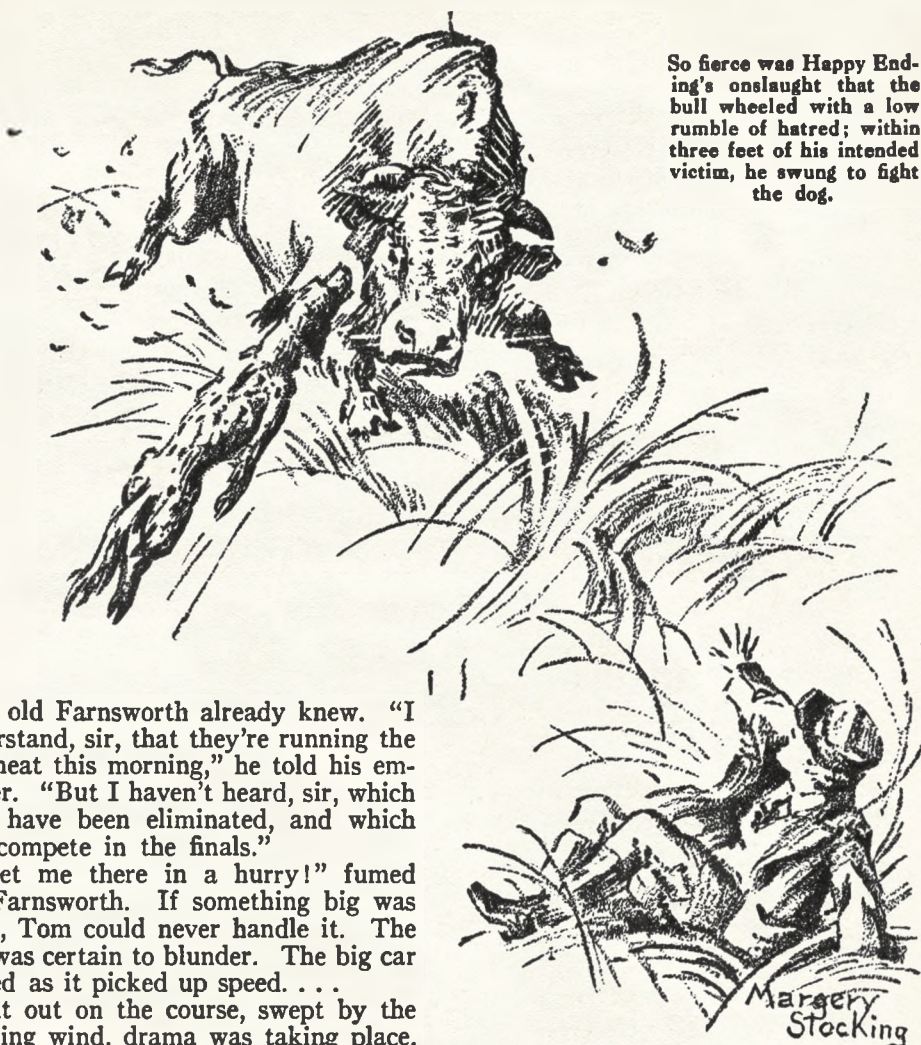 So fierce was Happy End-
ing's onslaught that the
bull wheeled with a low
rumble of hatred; within
three feet of his intended
victim, he swung to fight
the dog.
old Farnsworth already knew. "I
rstand, sir, that they're running the
heat this morning," he told his em-
er. "But I haven't heard, sir, which
have been eliminated, and which
compete in the finals."
et me there in a hurry!" fumed
Farnsworth. If something big was
, Tom could never handle it. The
was certain to blunder. The big car
ed as it picked up speed. . . .
t out on the course, swept by the
ing wind, drama was taking place.
Margery
Stocking